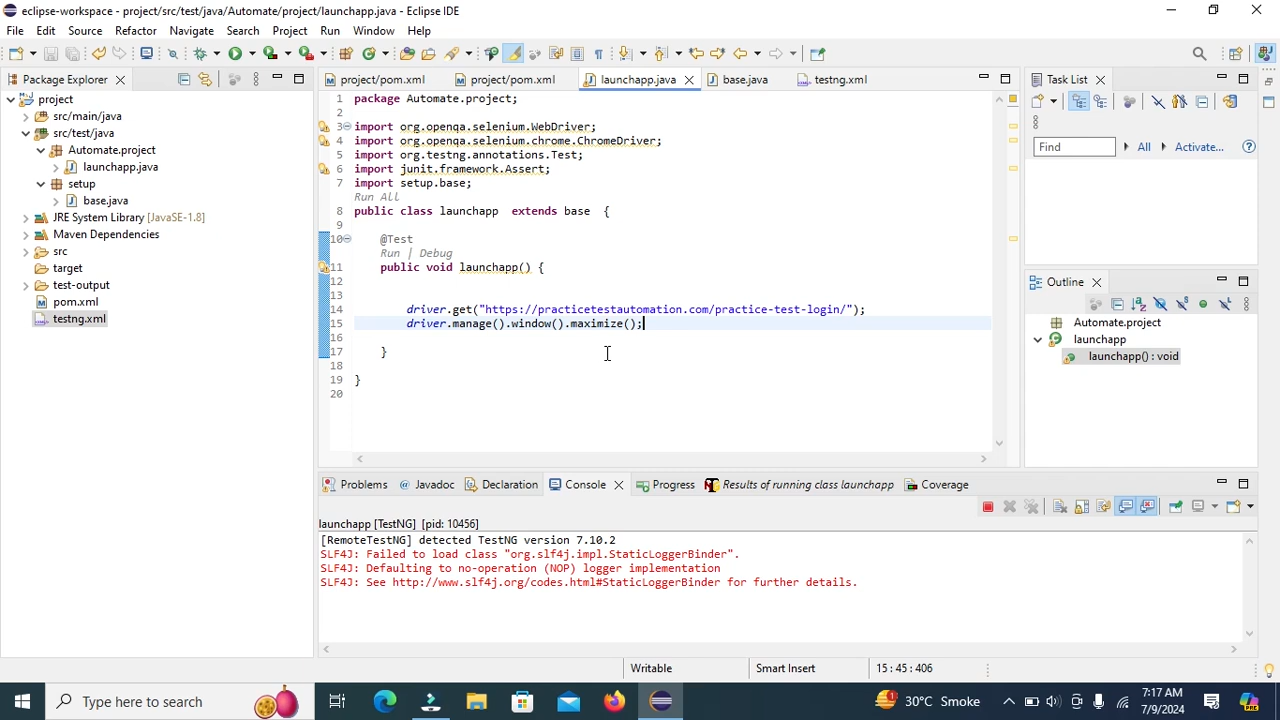 eclipse-workspace - project/src/test/java/Automate/project/launchapp.java - Eclipse IDE
File Edit Source Refactor Navigate Search Project Run Window Help
Package Explorer
project
src/main/java
src/test/java
Automate.project
launchapp.java
setup
base.java
JRE System Library [JavaSE-1.8]
Maven Dependencies
src
target
test-output
pom.xml
testng.xml
project/pom.xml project/pom.xml launchapp.java base.java testng.xml
1 package Automate.project;
2
3 import org.openqa.selenium.WebDriver;
4 import org.openqa.selenium.chrome.ChromeDriver;
5 import org.testng.annotations.Test;
6 import junit.framework.Assert;
7 import setup.base;
Run All
8 public class launchapp extends base {
9
10 @Test
Run | Debug
11 public void launchapp() {
12
13
14 driver.get("https://practicetestautomation.com/practice-test-login/");
15 driver.manage().window().maximize();
16
17 }
18
19 }
20
Task List
Find All Activate...
Outline
Automate.project
launchapp
launchapp() : void
Problems Javadoc Declaration Console Progress Results of running class launchapp Coverage
launchapp [TestNG] [pid: 10456]
[RemoteTestNG] detected TestNG version 7.10.2
SLF4J: Failed to load class "org.slf4j.impl.StaticLoggerBinder".
SLF4J: Defaulting to no-operation (NOP) logger implementation
SLF4J: See http://www.slf4j.org/codes.html#StaticLoggerBinder for further details.
Writable Smart Insert 15 : 45 : 406
Type here to search
30°C Smoke
7:17 AM
7/9/2024